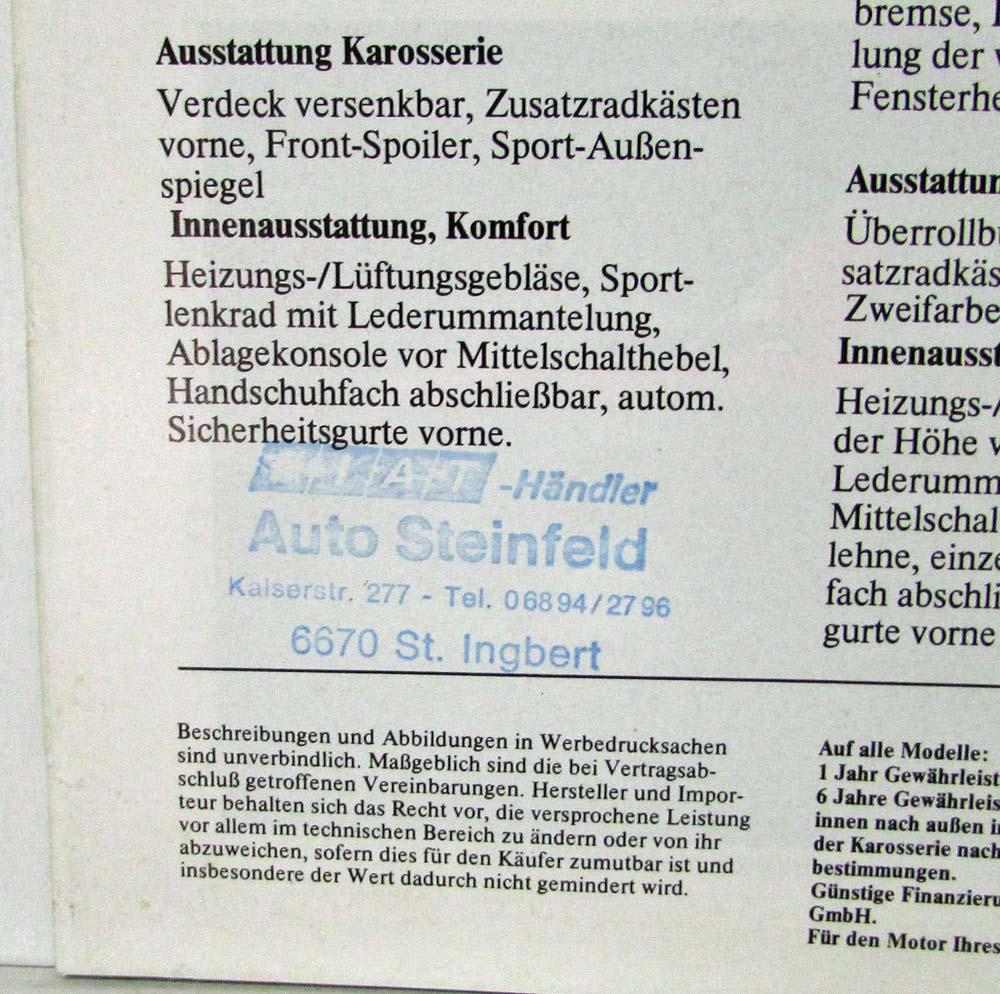 Ausstattung Karosserie
Verdeck versenkbar, Zusatzradkästen
vorne, Front-Spoiler, Sport-Außen-
spiegel
Innenausstattung, Komfort
Heizungs-/Lüftungsgebläse, Sport-
lenkrad mit Lederummantelung,
Ablagekonsole vor Mittelschalthebel,
Handschuhfach abschließbar, autom.
Sicherheitsgurte vorne.
-Händler
Auto Steinfeld
Kaiserstr. 277 - Tel. 06894/2796
6670 St. Ingbert
Beschreibungen und Abbildungen in Werbedrucksachen
sind unverbindlich. Maßgeblich sind die bei Vertragsab-
schluß getroffenen Vereinbarungen. Hersteller und Impor-
teur behalten sich das Recht vor, die versprochene Leistung
vor allem im technischen Bereich zu ändern oder von ihr
abzuweichen, sofern dies für den Käufer zumutbar ist und
insbesondere der Wert dadurch nicht gemindert wird.
bremse,
lung der
Fensterhe
Ausstattun
Überrollb
satzradkäs
Zweifarbe
Innenausst
Heizungs-/
der Höhe
Lederumm
Mittelschal
lehne, einze
fach abschli
gurte vorne
Auf alle Modelle:
1 Jahr Gewährleist
6 Jahre Gewährleis
innen nach außen i
der Karosserie nach
bestimmungen.
Günstige Finanzieru
GmbH.
Für den Motor Ihres